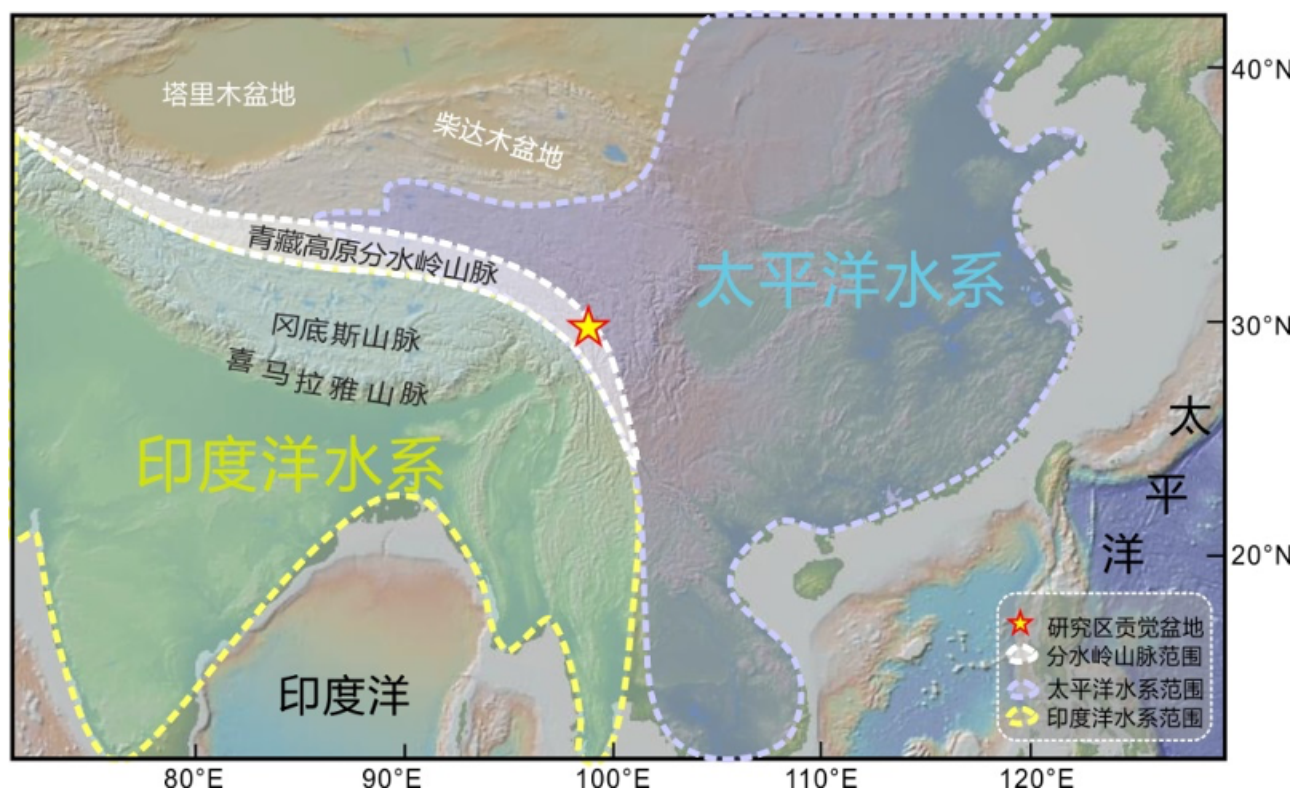 塔里木盆地
柴达木盆地
青藏高原分水岭山脉
冈底斯山脉
喜马拉雅山脉
太平洋水系
印度洋水系
印度洋
太平洋
研究区贡觉盆地
分水岭山脉范围
太平洋水系范围
印度洋水系范围
40°N
30°N
20°N
80°E
90°E
100°E
110°E
120°E